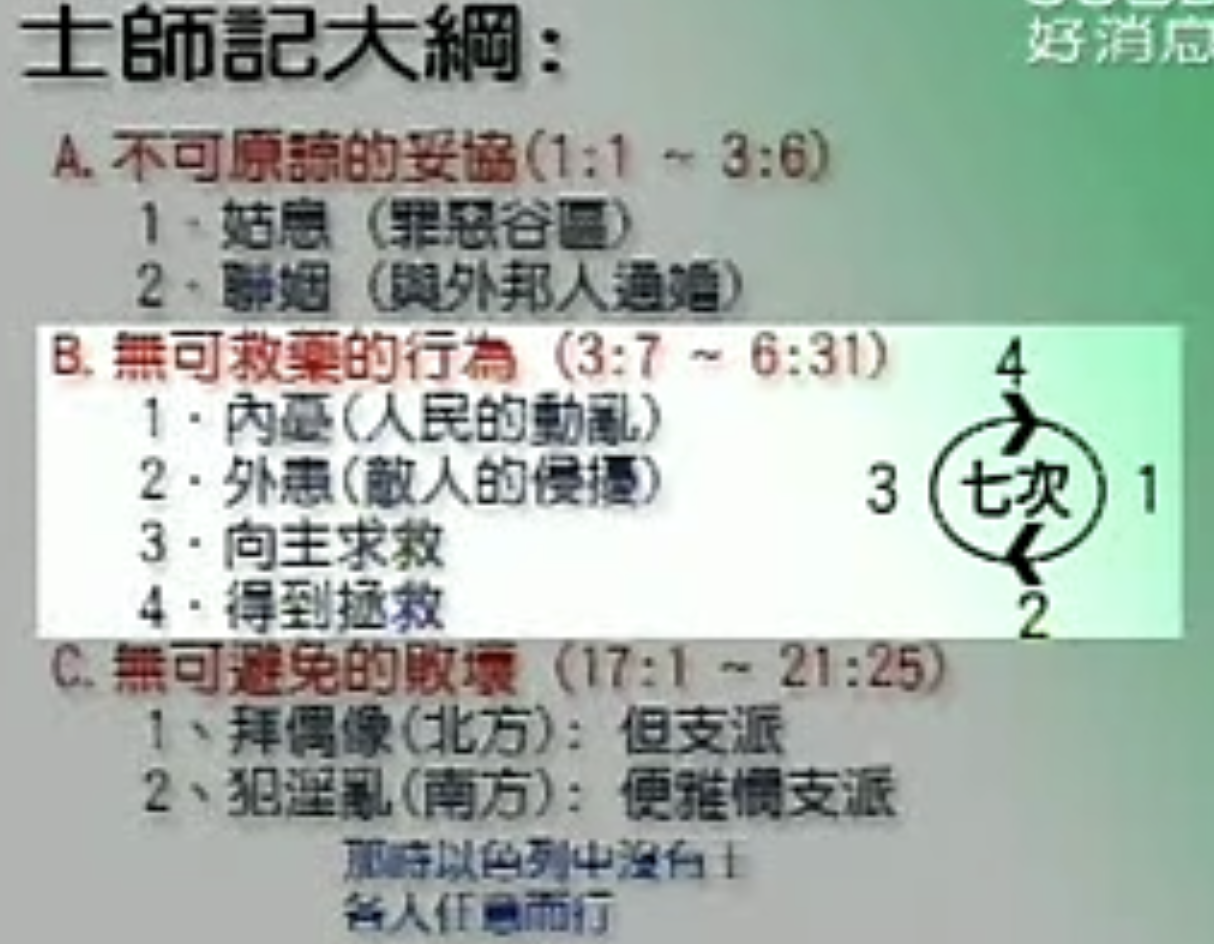 士師記大綱:
好消息
A. 不可原諒的妥協(1:1 ~ 3:6)
1．姑息 (罪惡谷區)
2．聯姻 (與外邦人通婚)
B. 無可救藥的行為 (3:7 ~ 6:31)
1．內憂(人民的動亂)
2．外患(敵人的侵擾)
3．向主求救
4．得到拯救
4
3 七次 1
2
C. 無可避免的敗壞 (17:1 ~ 21:25)
1、拜偶像(北方): 但支派
2、犯淫亂(南方): 便雅憫支派
那時以色列中沒有王
各人任意而行